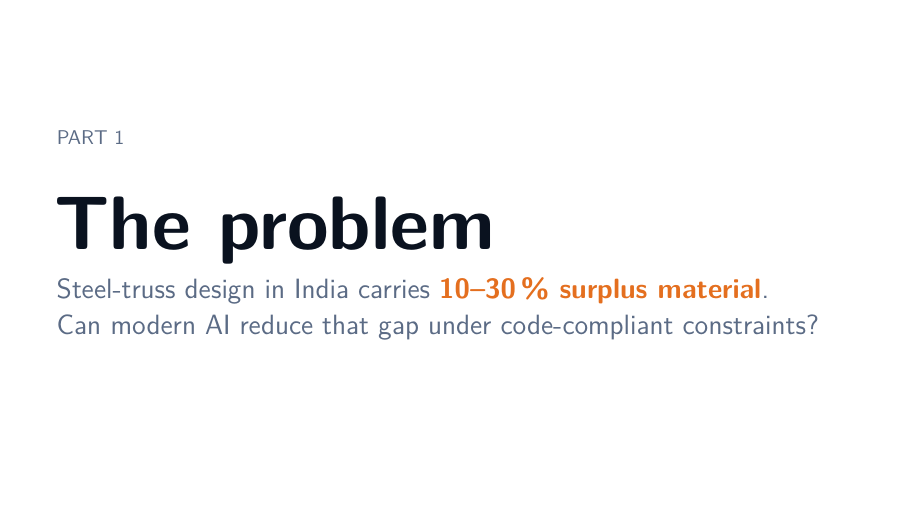 PART 1
The problem
Steel-truss design in India carries 10–30 % surplus material.
Can modern AI reduce that gap under code-compliant constraints?